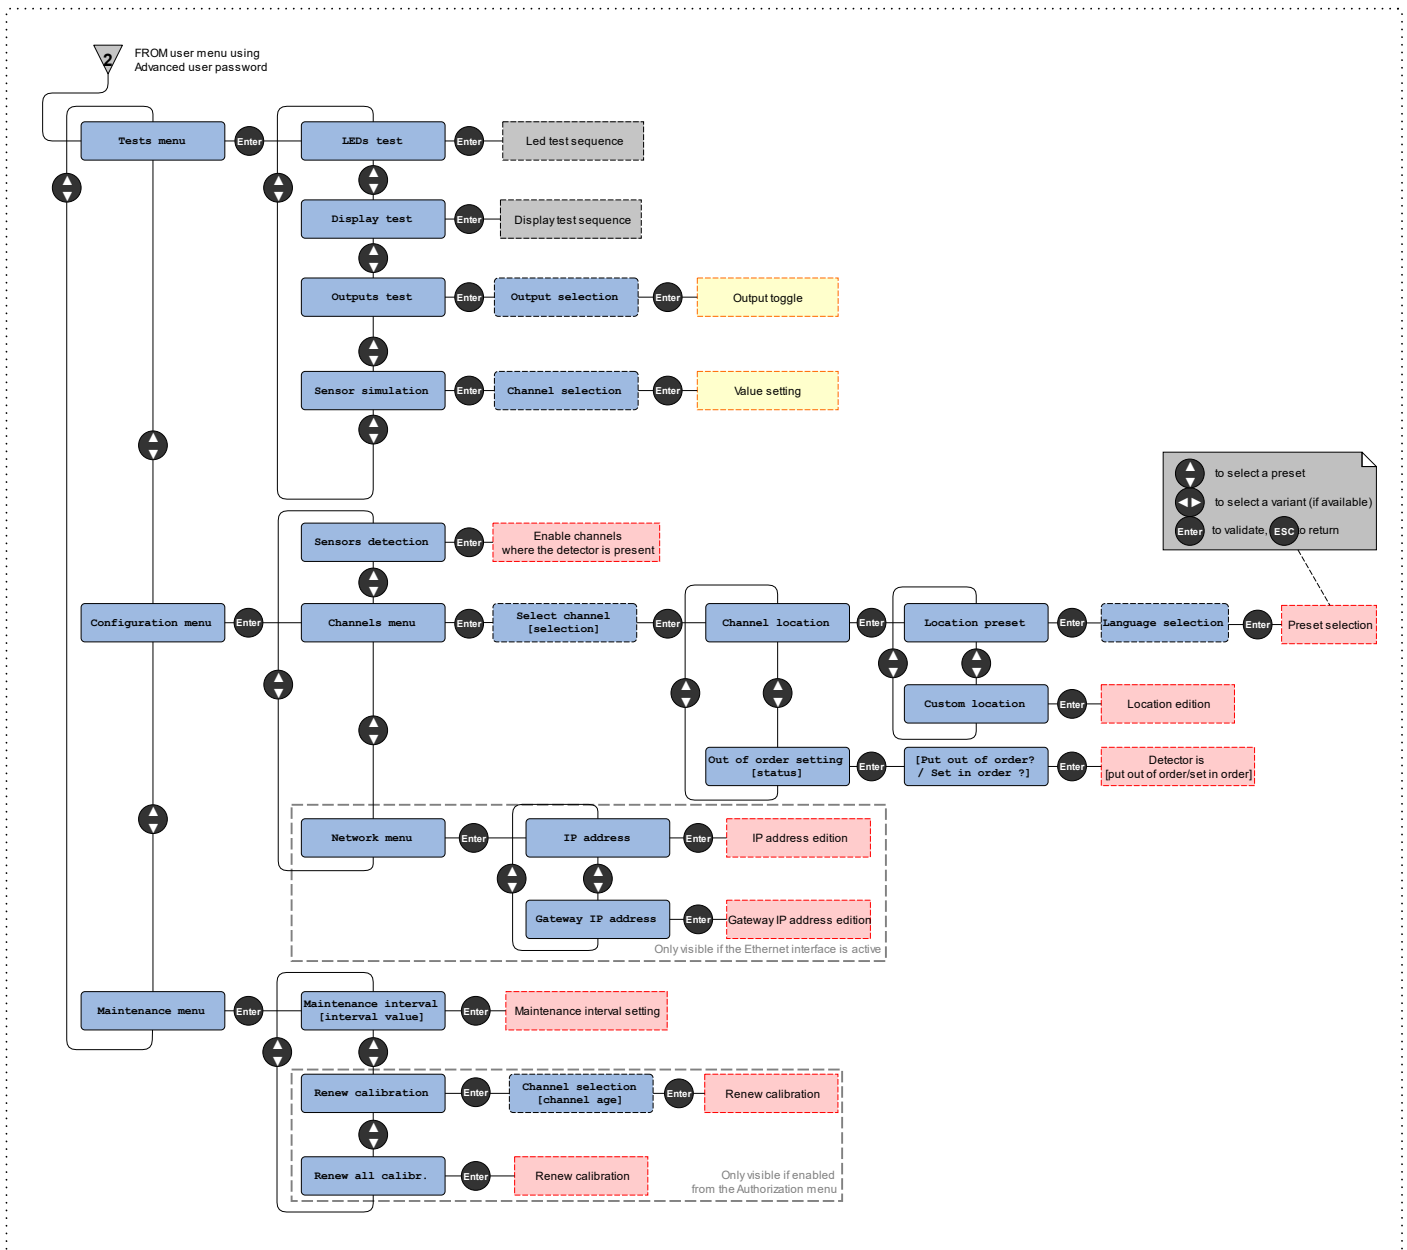 2
FROM user menu using
Advanced user password
Tests menu
Enter
LEDs test
Enter
Led test sequence
Display test
Enter
Display test sequence
Outputs test
Enter
Output selection
Enter
Output toggle
Sensor simulation
Enter
Channel selection
Enter
Value setting
to select a preset
to select a variant (if available)
Enter
to validate,
ESC
o return
Sensors detection
Enter
Enable channels
where the detector is present
Configuration menu
Enter
Channels menu
Enter
Select channel
[selection]
Enter
Channel location
Enter
Location preset
Enter
Language selection
Enter
Preset selection
Custom location
Enter
Location edition
Out of order setting
[status]
Enter
[Put out of order?
/ Set in order ?]
Enter
Detector is
[put out of order/set in order]
Network menu
Enter
IP address
Enter
IP address edition
Gateway IP address
Enter
Gateway IP address edition
Only visible if the Ethernet interface is active
Maintenance menu
Enter
Maintenance interval
[interval value]
Enter
Maintenance interval setting
Renew calibration
Enter
Channel selection
[channel age]
Enter
Renew calibration
Renew all calibr.
Enter
Renew calibration
Only visible if enabled
from the Authorization menu